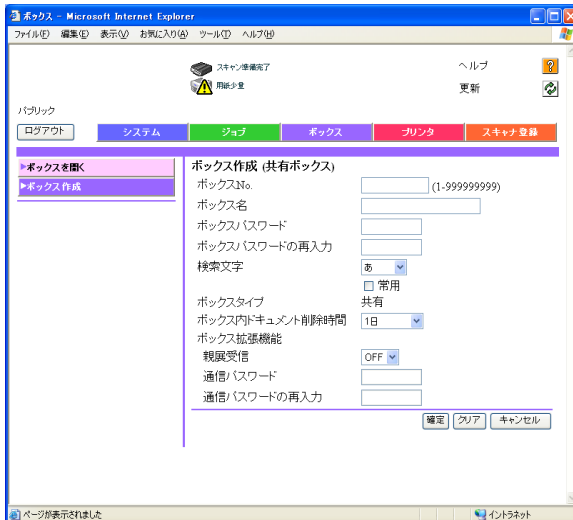 ボックス - Microsoft Internet Explorer
ファイル(F) 編集(E) 表示(V) お気に入り(A) ツール(T) ヘルプ(H)
スキャン準備完了
ヘルプ
?
用紙少量
更新
パブリック
ログアウト
システム
ジョブ
ボックス
プリンタ
スキャナ登録
ボックスを開く
ボックス作成
ボックス作成 (共有ボックス)
ボックスNo. (1-999999999)
ボックス名
ボックスパスワード
ボックスパスワードの再入力
検索文字 あ
常用
ボックスタイプ 共有
ボックス内ドキュメント削除時間 1日
ボックス拡張機能
親展受信 OFF
通信パスワード
通信パスワードの再入力
確定 クリア キャンセル
ページが表示されました イントラネット